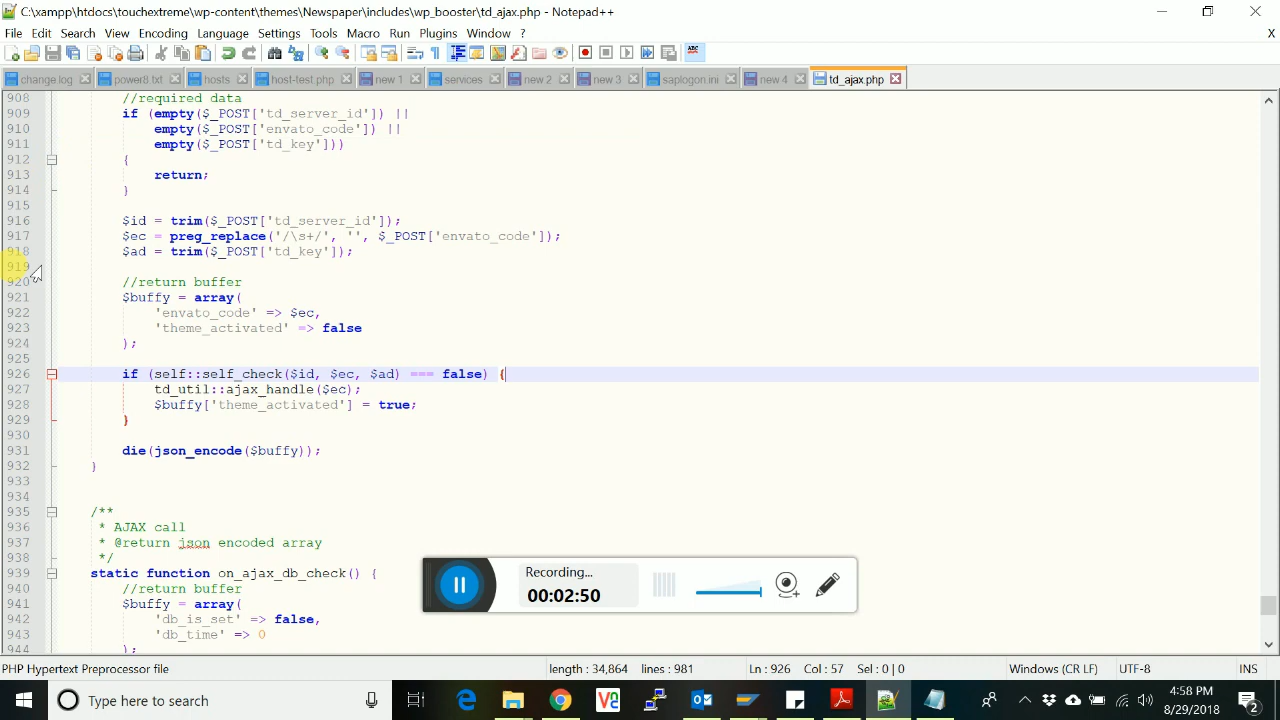 C:\xampp\htdocs\touchextreme\wp-content\themes\Newspaper\includes\wp_booster\td_ajax.php - Notepad++
File Edit Search View Encoding Language Settings Tools Macro Run Plugins Window ? X
change.log power8.txt hosts host-test.php new 1 services new 2 new 3 saplogon.ini new 4 td_ajax.php
908 //required data
909 if (empty($_POST['td_server_id']) ||
910 empty($_POST['envato_code']) ||
911 empty($_POST['td_key']))
912 {
913 return;
914 }
915
916 $id = trim($_POST['td_server_id']);
917 $ec = preg_replace('/\s+/', '', $_POST['envato_code']);
918 $ad = trim($_POST['td_key']);
919
920 //return buffer
921 $buffy = array(
922 'envato_code' => $ec,
923 'theme_activated' => false
924 );
925
926 if (self::self_check($id, $ec, $ad) === false) {
927 td_util::ajax_handle($ec);
928 $buffy['theme_activated'] = true;
929 }
930
931 die(json_encode($buffy));
932 }
933
934
935 /**
936 * AJAX call
937 * @return json encoded array
938 */
939 static function on_ajax_db_check() {
940 //return buffer
941 $buffy = array(
942 'db_is_set' => false,
943 'db_time' => 0
944 );
Recording...
00:02:50
PHP Hypertext Preprocessor file length : 34,864 lines : 981 Ln : 926 Col : 57 Sel : 0 | 0 Windows (CR LF) UTF-8 INS
Type here to search
4:58 PM
8/29/2018
2